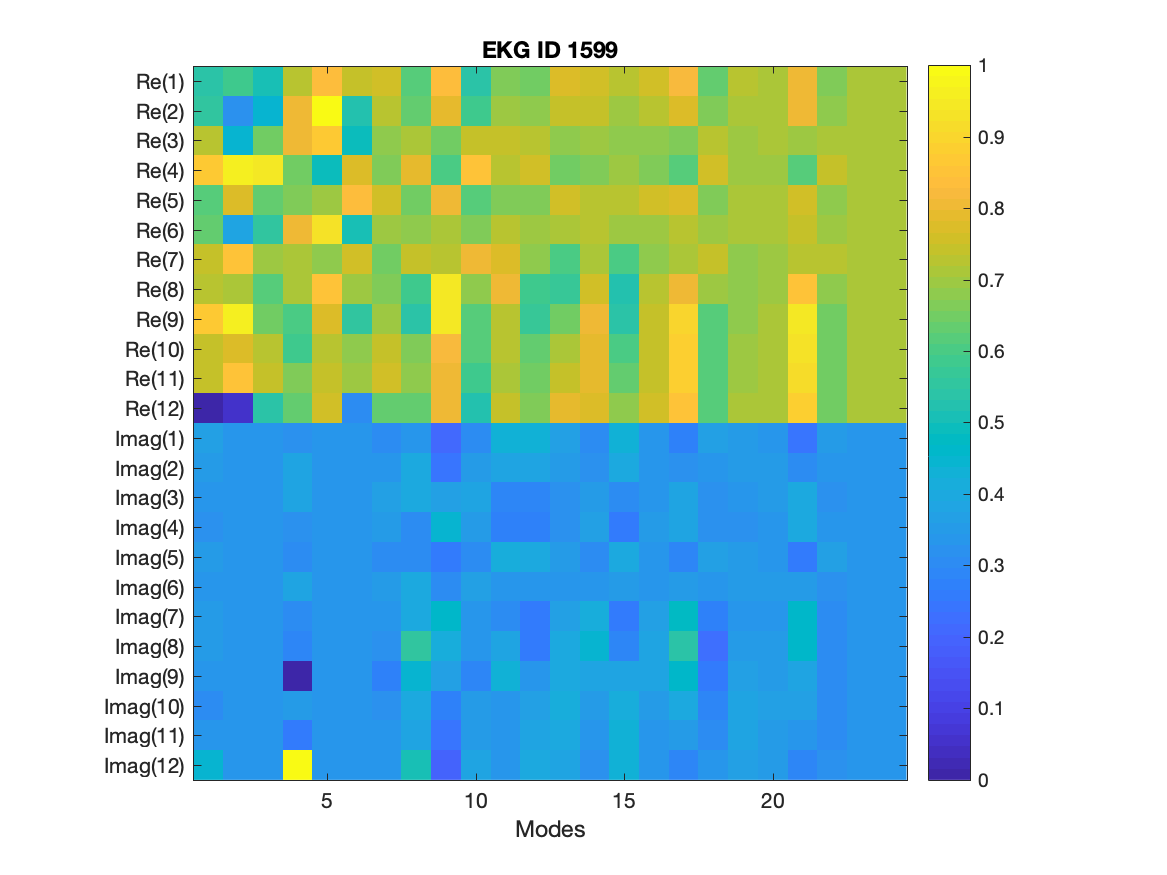 EKG ID 1599
Re(1)
Re(2)
Re(3)
Re(4)
Re(5)
Re(6)
Re(7)
Re(8)
Re(9)
Re(10)
Re(11)
Re(12)
Imag(1)
Imag(2)
Imag(3)
Imag(4)
Imag(5)
Imag(6)
Imag(7)
Imag(8)
Imag(9)
Imag(10)
Imag(11)
Imag(12)
5 10 15 20
Modes
1
0.9
0.8
0.7
0.6
0.5
0.4
0.3
0.2
0.1
0